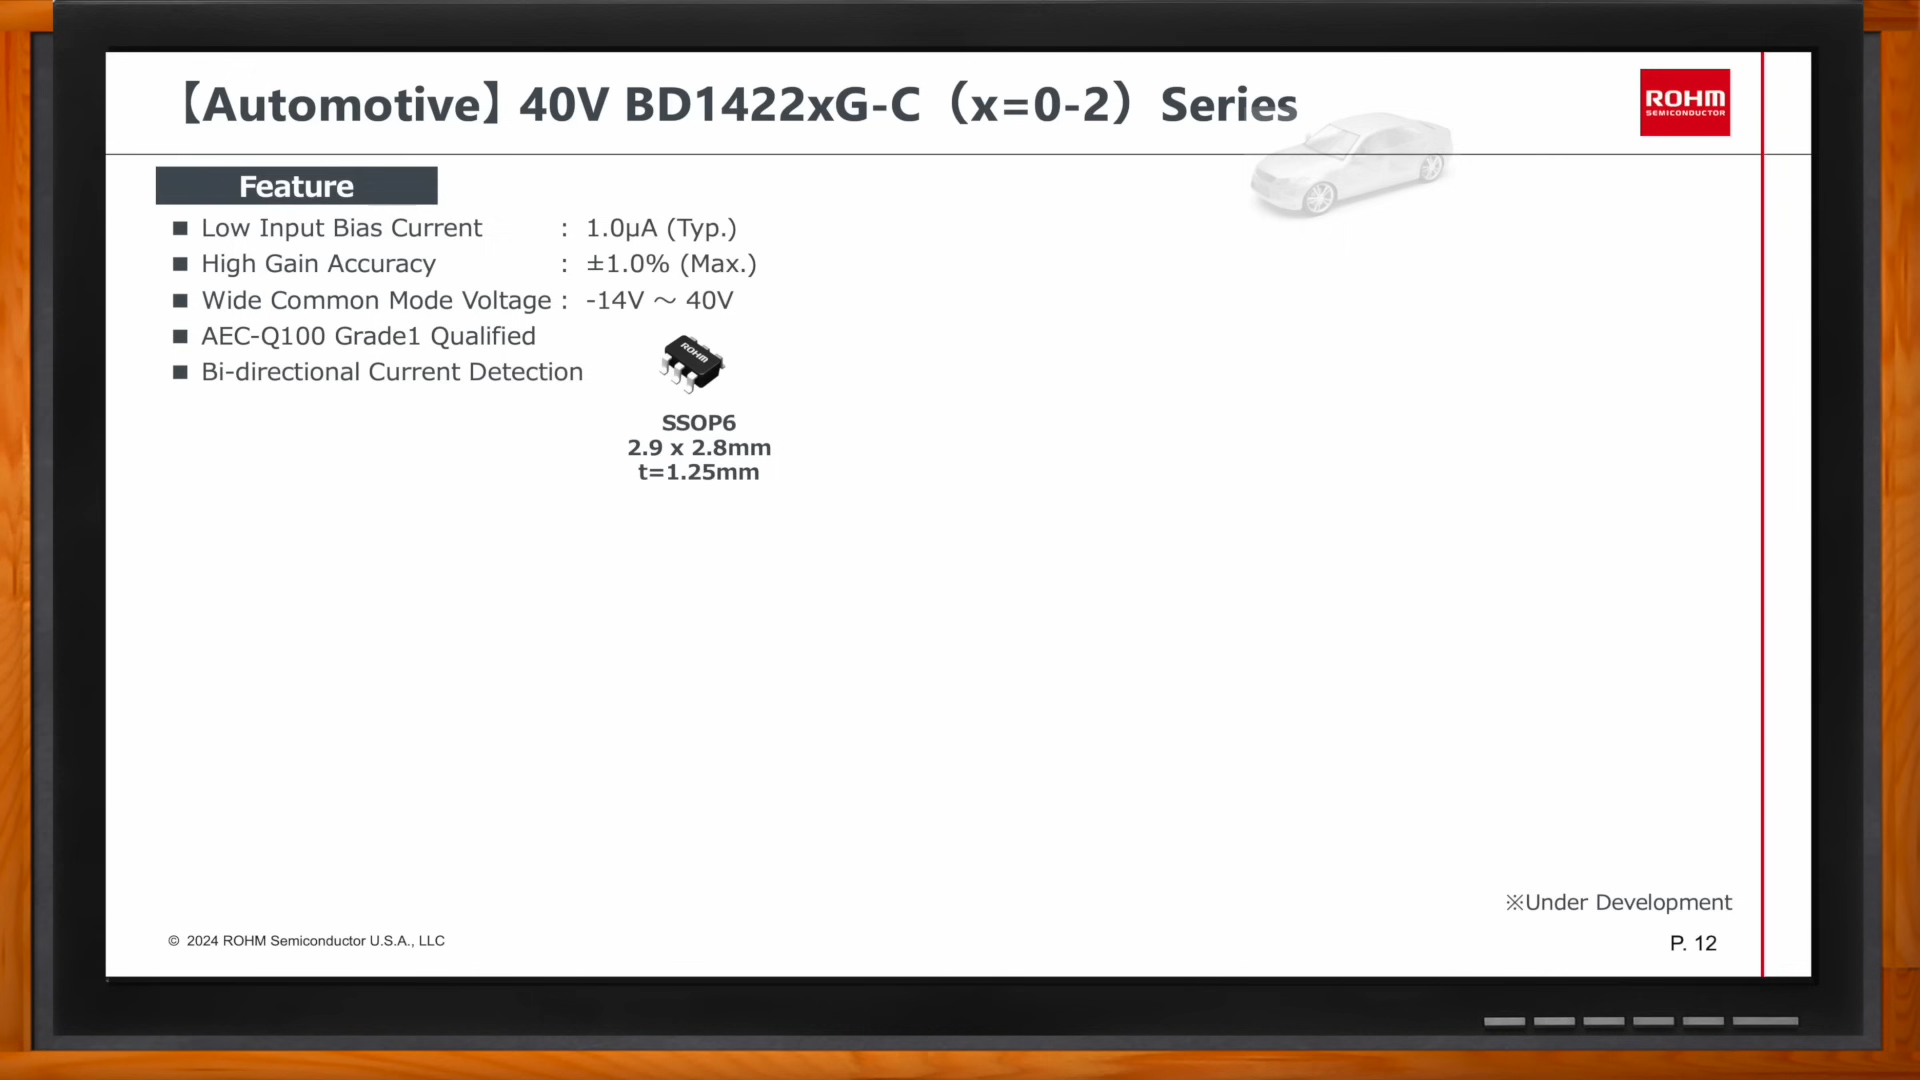 【Automotive】40V BD1422xG-C（x=0-2）Series
ROHM
SEMICONDUCTOR
Feature
■ Low Input Bias Current : 1.0μA (Typ.)
■ High Gain Accuracy : ±1.0% (Max.)
■ Wide Common Mode Voltage : -14V ～ 40V
■ AEC-Q100 Grade1 Qualified
■ Bi-directional Current Detection
ROHM
SSOP6
2.9 x 2.8mm
t=1.25mm
※Under Development
© 2024 ROHM Semiconductor U.S.A., LLC
P. 12